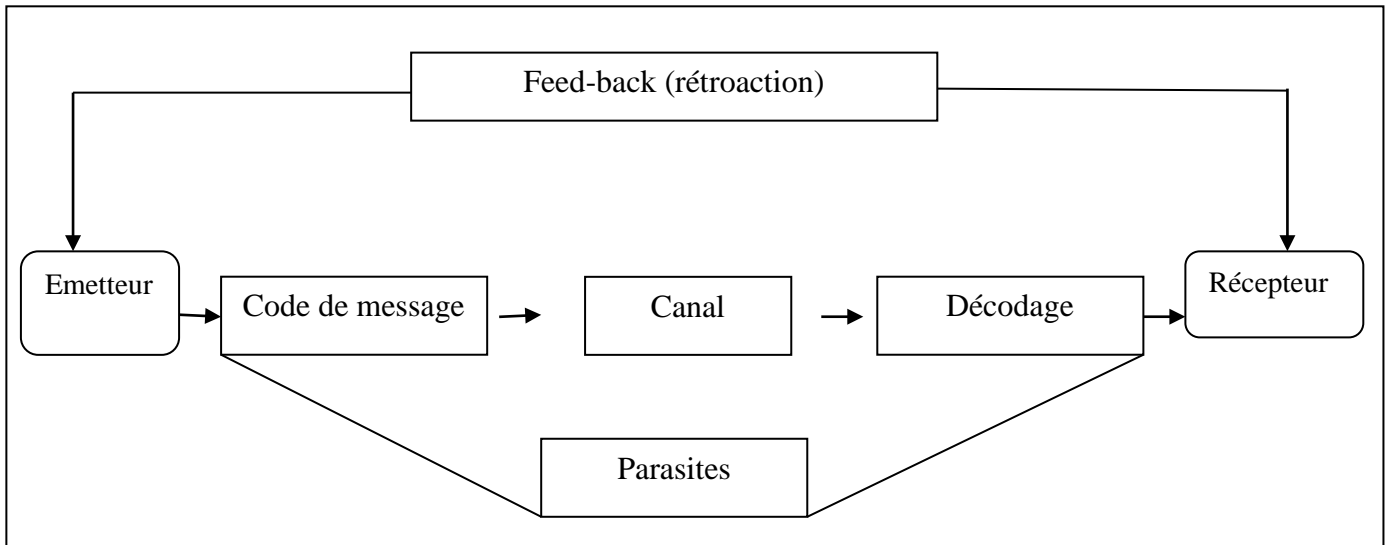 Feed-back (rétroaction)
Emetteur
Code de message
Canal
Décodage
Récepteur
Parasites